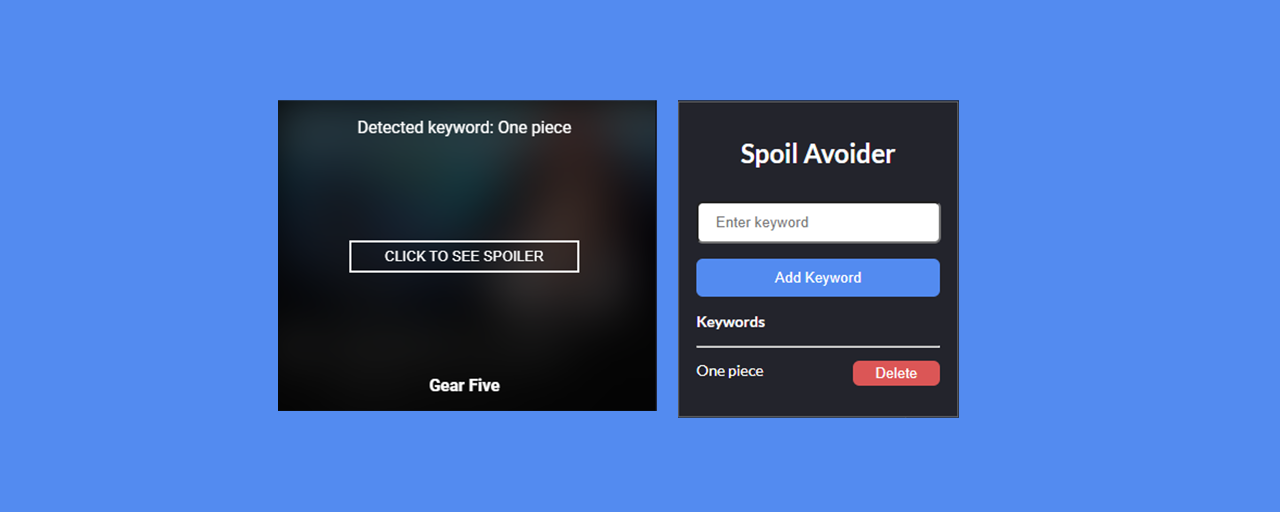 Detected keyword: One piece
CLICK TO SEE SPOILER
Gear Five
Spoil Avoider
Enter keyword
Add Keyword
Keywords
One piece
Delete